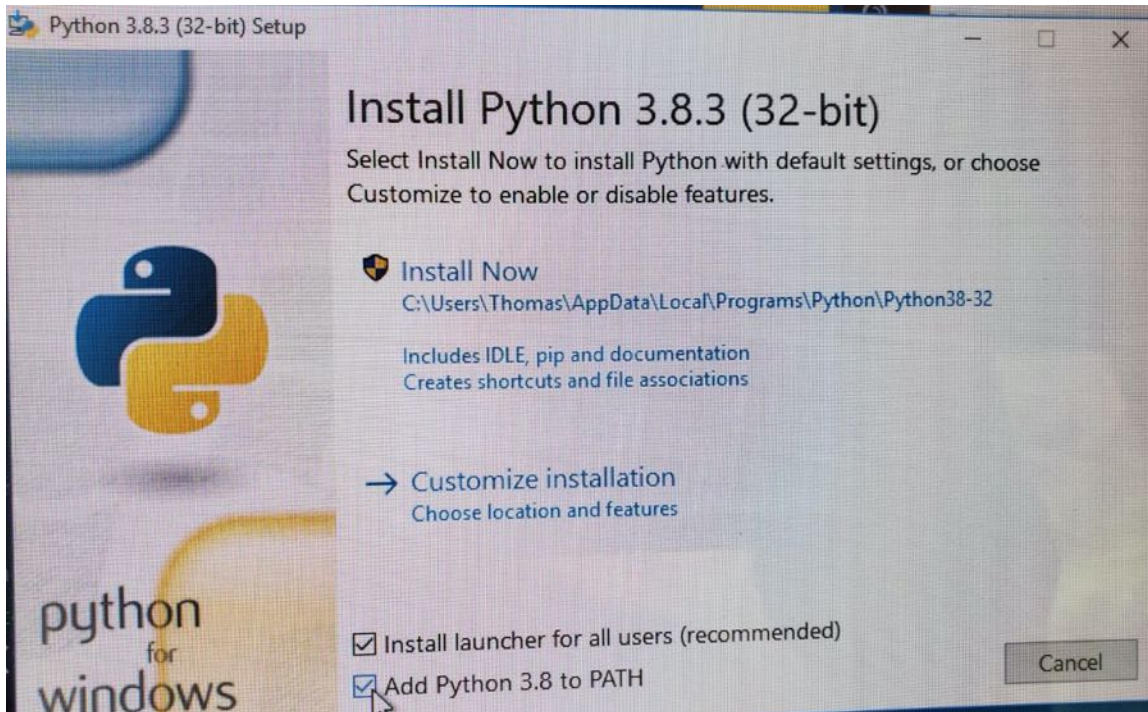 Python 3.8.3 (32-bit) Setup
Install Python 3.8.3 (32-bit)
Select Install Now to install Python with default settings, or choose
Customize to enable or disable features.
Install Now
C:\Users\Thomas\AppData\Local\Programs\Python\Python38-32
Includes IDLE, pip and documentation
Creates shortcuts and file associations
Customize installation
Choose location and features
python
for
windows
Install launcher for all users (recommended)
Add Python 3.8 to PATH
Cancel